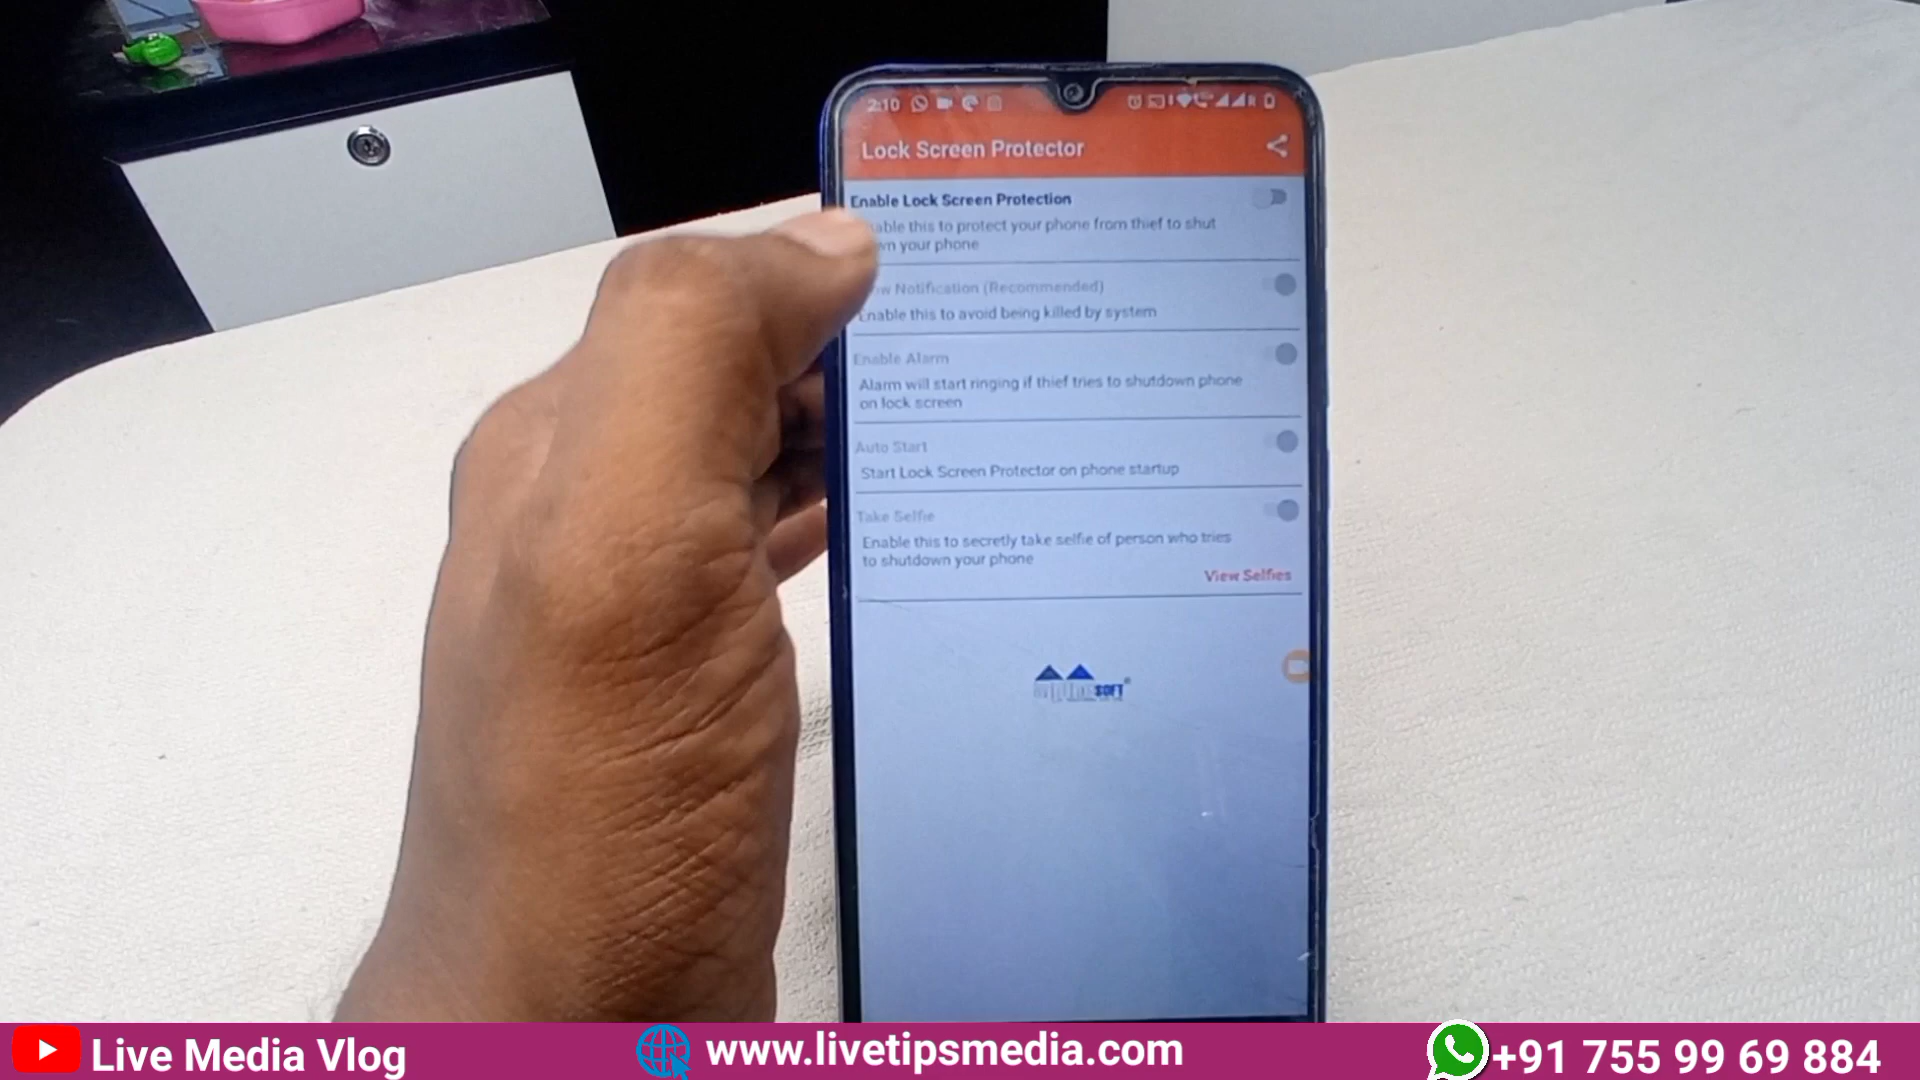 2:10
Lock Screen Protector
Enable Lock Screen Protection
able this to protect your phone from thief to shut
wn your phone
ow Notification (Recommended)
Enable this to avoid being killed by system
Enable Alarm
Alarm will start ringing if thief tries to shutdown phone
on lock screen
Auto Start
Start Lock Screen Protector on phone startup
Take Selfie
Enable this to secretly take selfie of person who tries
to shutdown your phone
View Selfies
SOFT
Live Media Vlog
www.livetipsmedia.com
+91 755 99 69 884